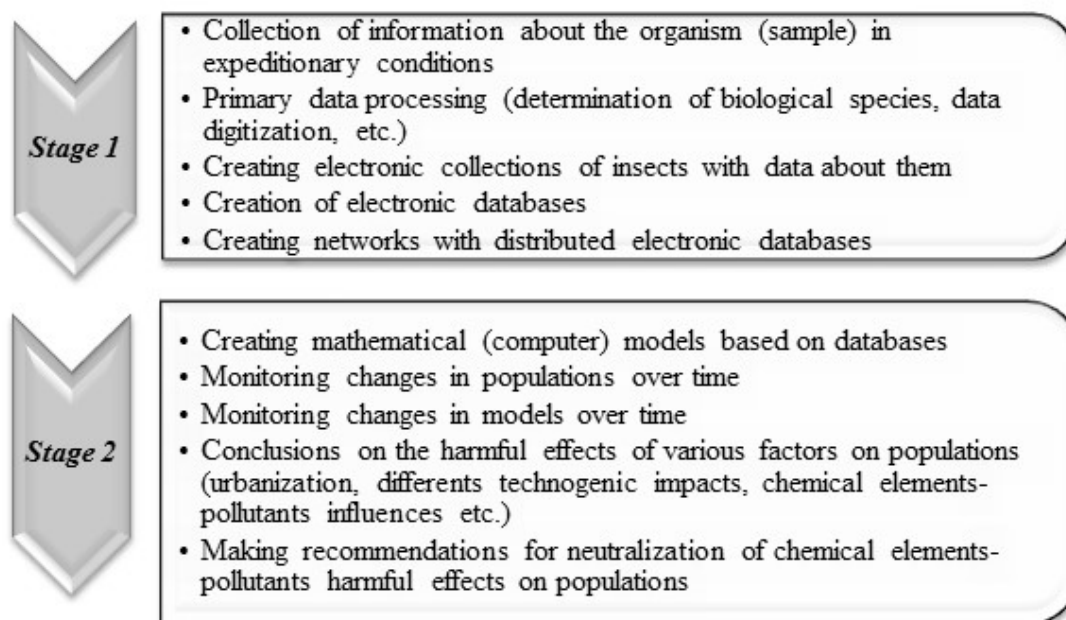 Stage 1
• Collection of information about the organism (sample) in
expeditionary conditions
• Primary data processing (determination of biological species, data
digitization, etc.)
• Creating electronic collections of insects with data about them
• Creation of electronic databases
• Creating networks with distributed electronic databases
Stage 2
• Creating mathematical (computer) models based on databases
• Monitoring changes in populations over time
• Monitoring changes in models over time
• Conclusions on the harmful effects of various factors on populations
(urbanization, differents technogenic impacts, chemical elements-
pollutants influences etc.)
• Making recommendations for neutralization of chemical elements-
pollutants harmful effects on populations